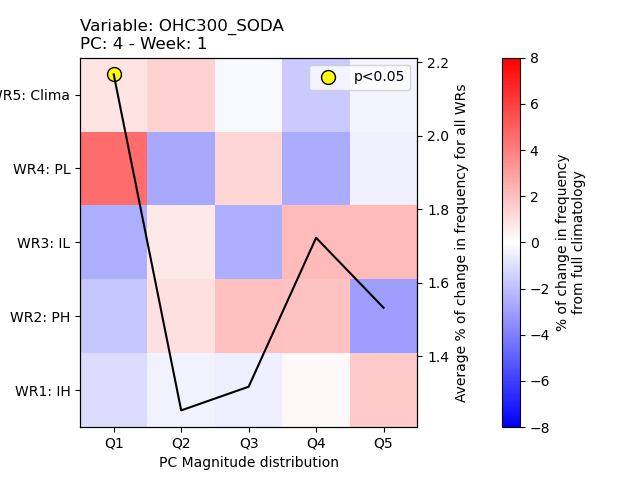 Variable: OHC300_SODA
PC: 4 - Week: 1
p<0.05
WR5: Clima
WR4: PL
WR3: IL
WR2: PH
WR1: IH
Q1 Q2 Q3 Q4 Q5
PC Magnitude distribution
2.2
2.0
1.8
1.6
1.4
Average % of change in frequency for all WRs
8
6
4
2
0
−2
−4
−6
−8
% of change in frequency
from full climatology